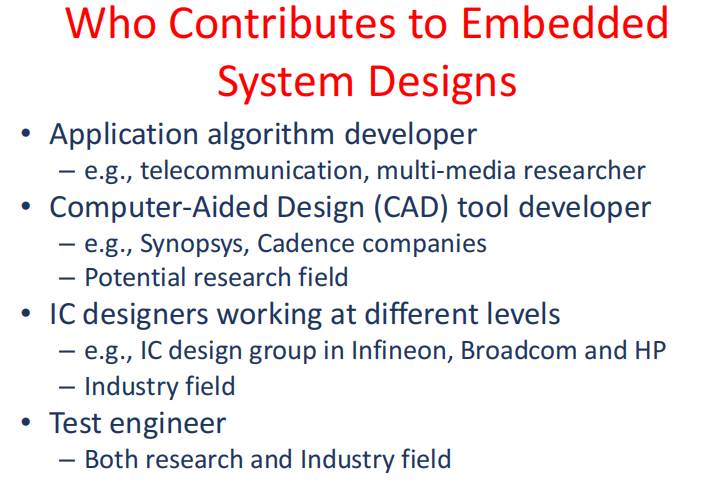 Who Contributes to Embedded
System Designs
• Application algorithm developer
– e.g., telecommunication, multi-media researcher
• Computer-Aided Design (CAD) tool developer
– e.g., Synopsys, Cadence companies
– Potential research field
• IC designers working at different levels
– e.g., IC design group in Infineon, Broadcom and HP
– Industry field
• Test engineer
– Both research and Industry field